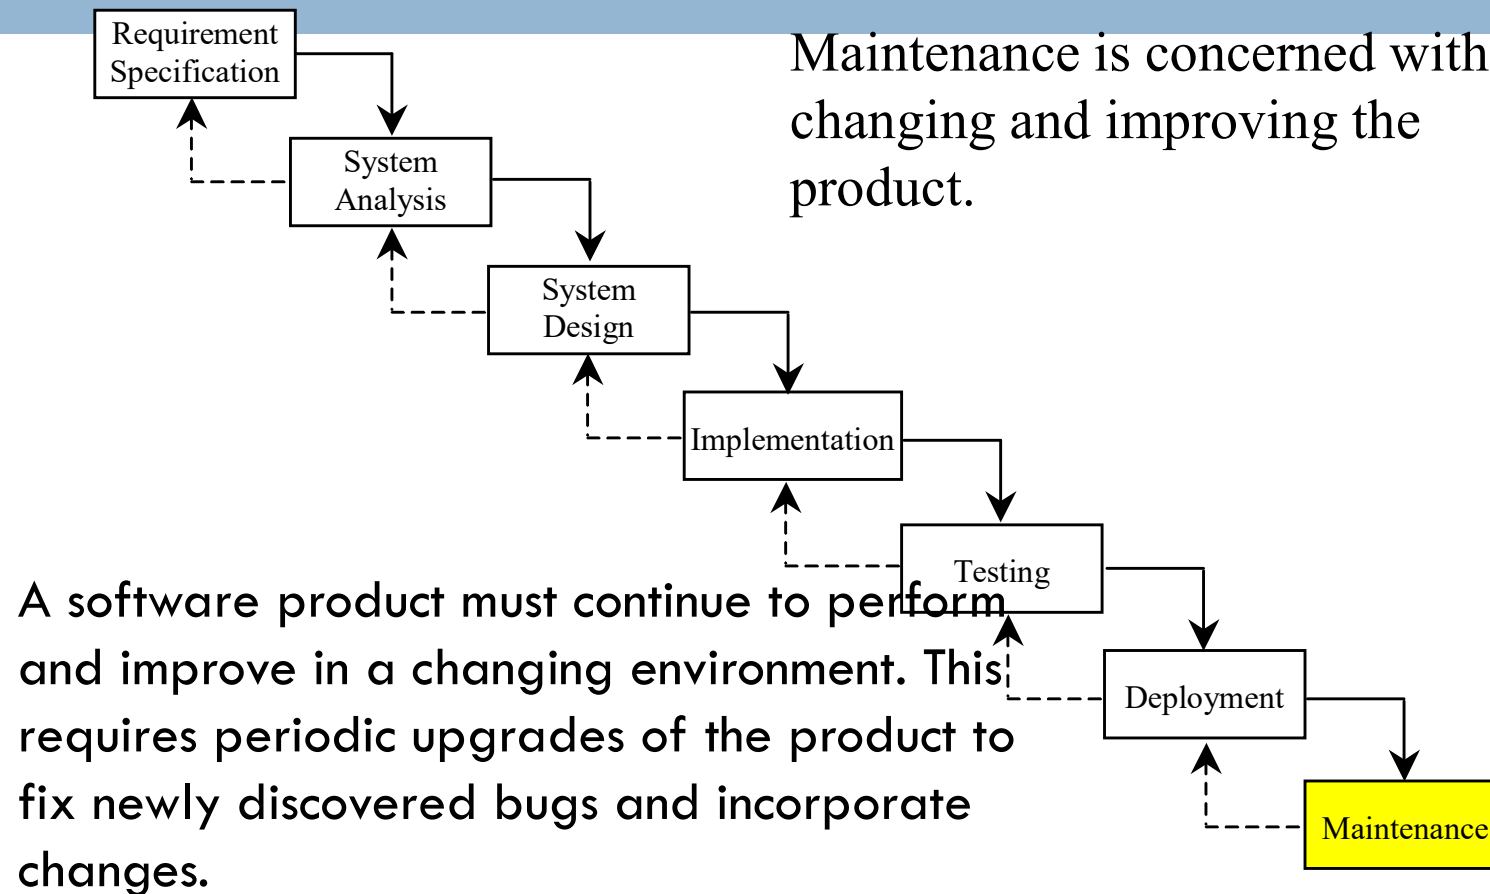 Requirement
Specification
Maintenance is concerned with
changing and improving the
product.
System
Analysis
System
Design
Implementation
Testing
A software product must continue to perform
and improve in a changing environment. This
requires periodic upgrades of the product to
fix newly discovered bugs and incorporate
changes.
Deployment
Maintenance